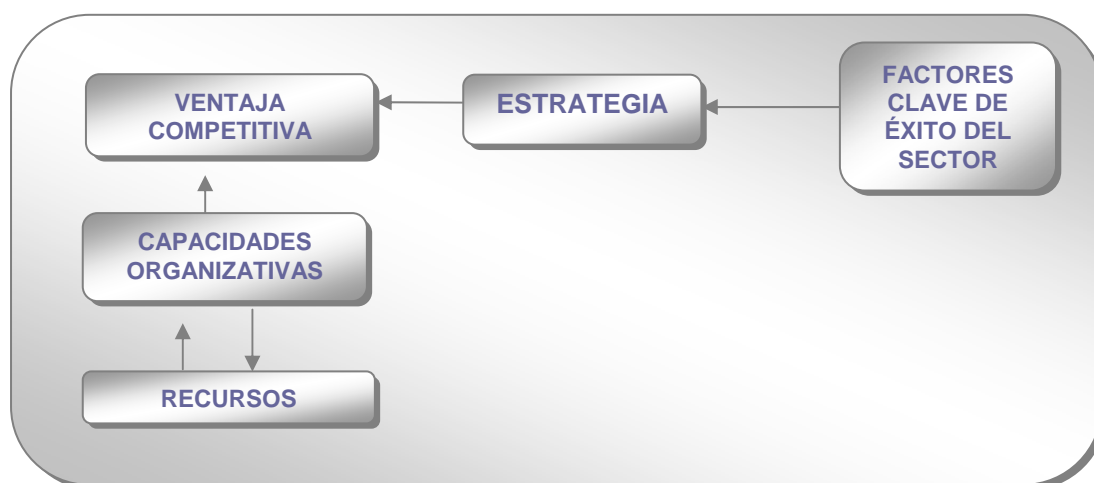 VENTAJA
COMPETITIVA
ESTRATEGIA
FACTORES
CLAVE DE
ÉXITO DEL
SECTOR
CAPACIDADES
ORGANIZATIVAS
RECURSOS